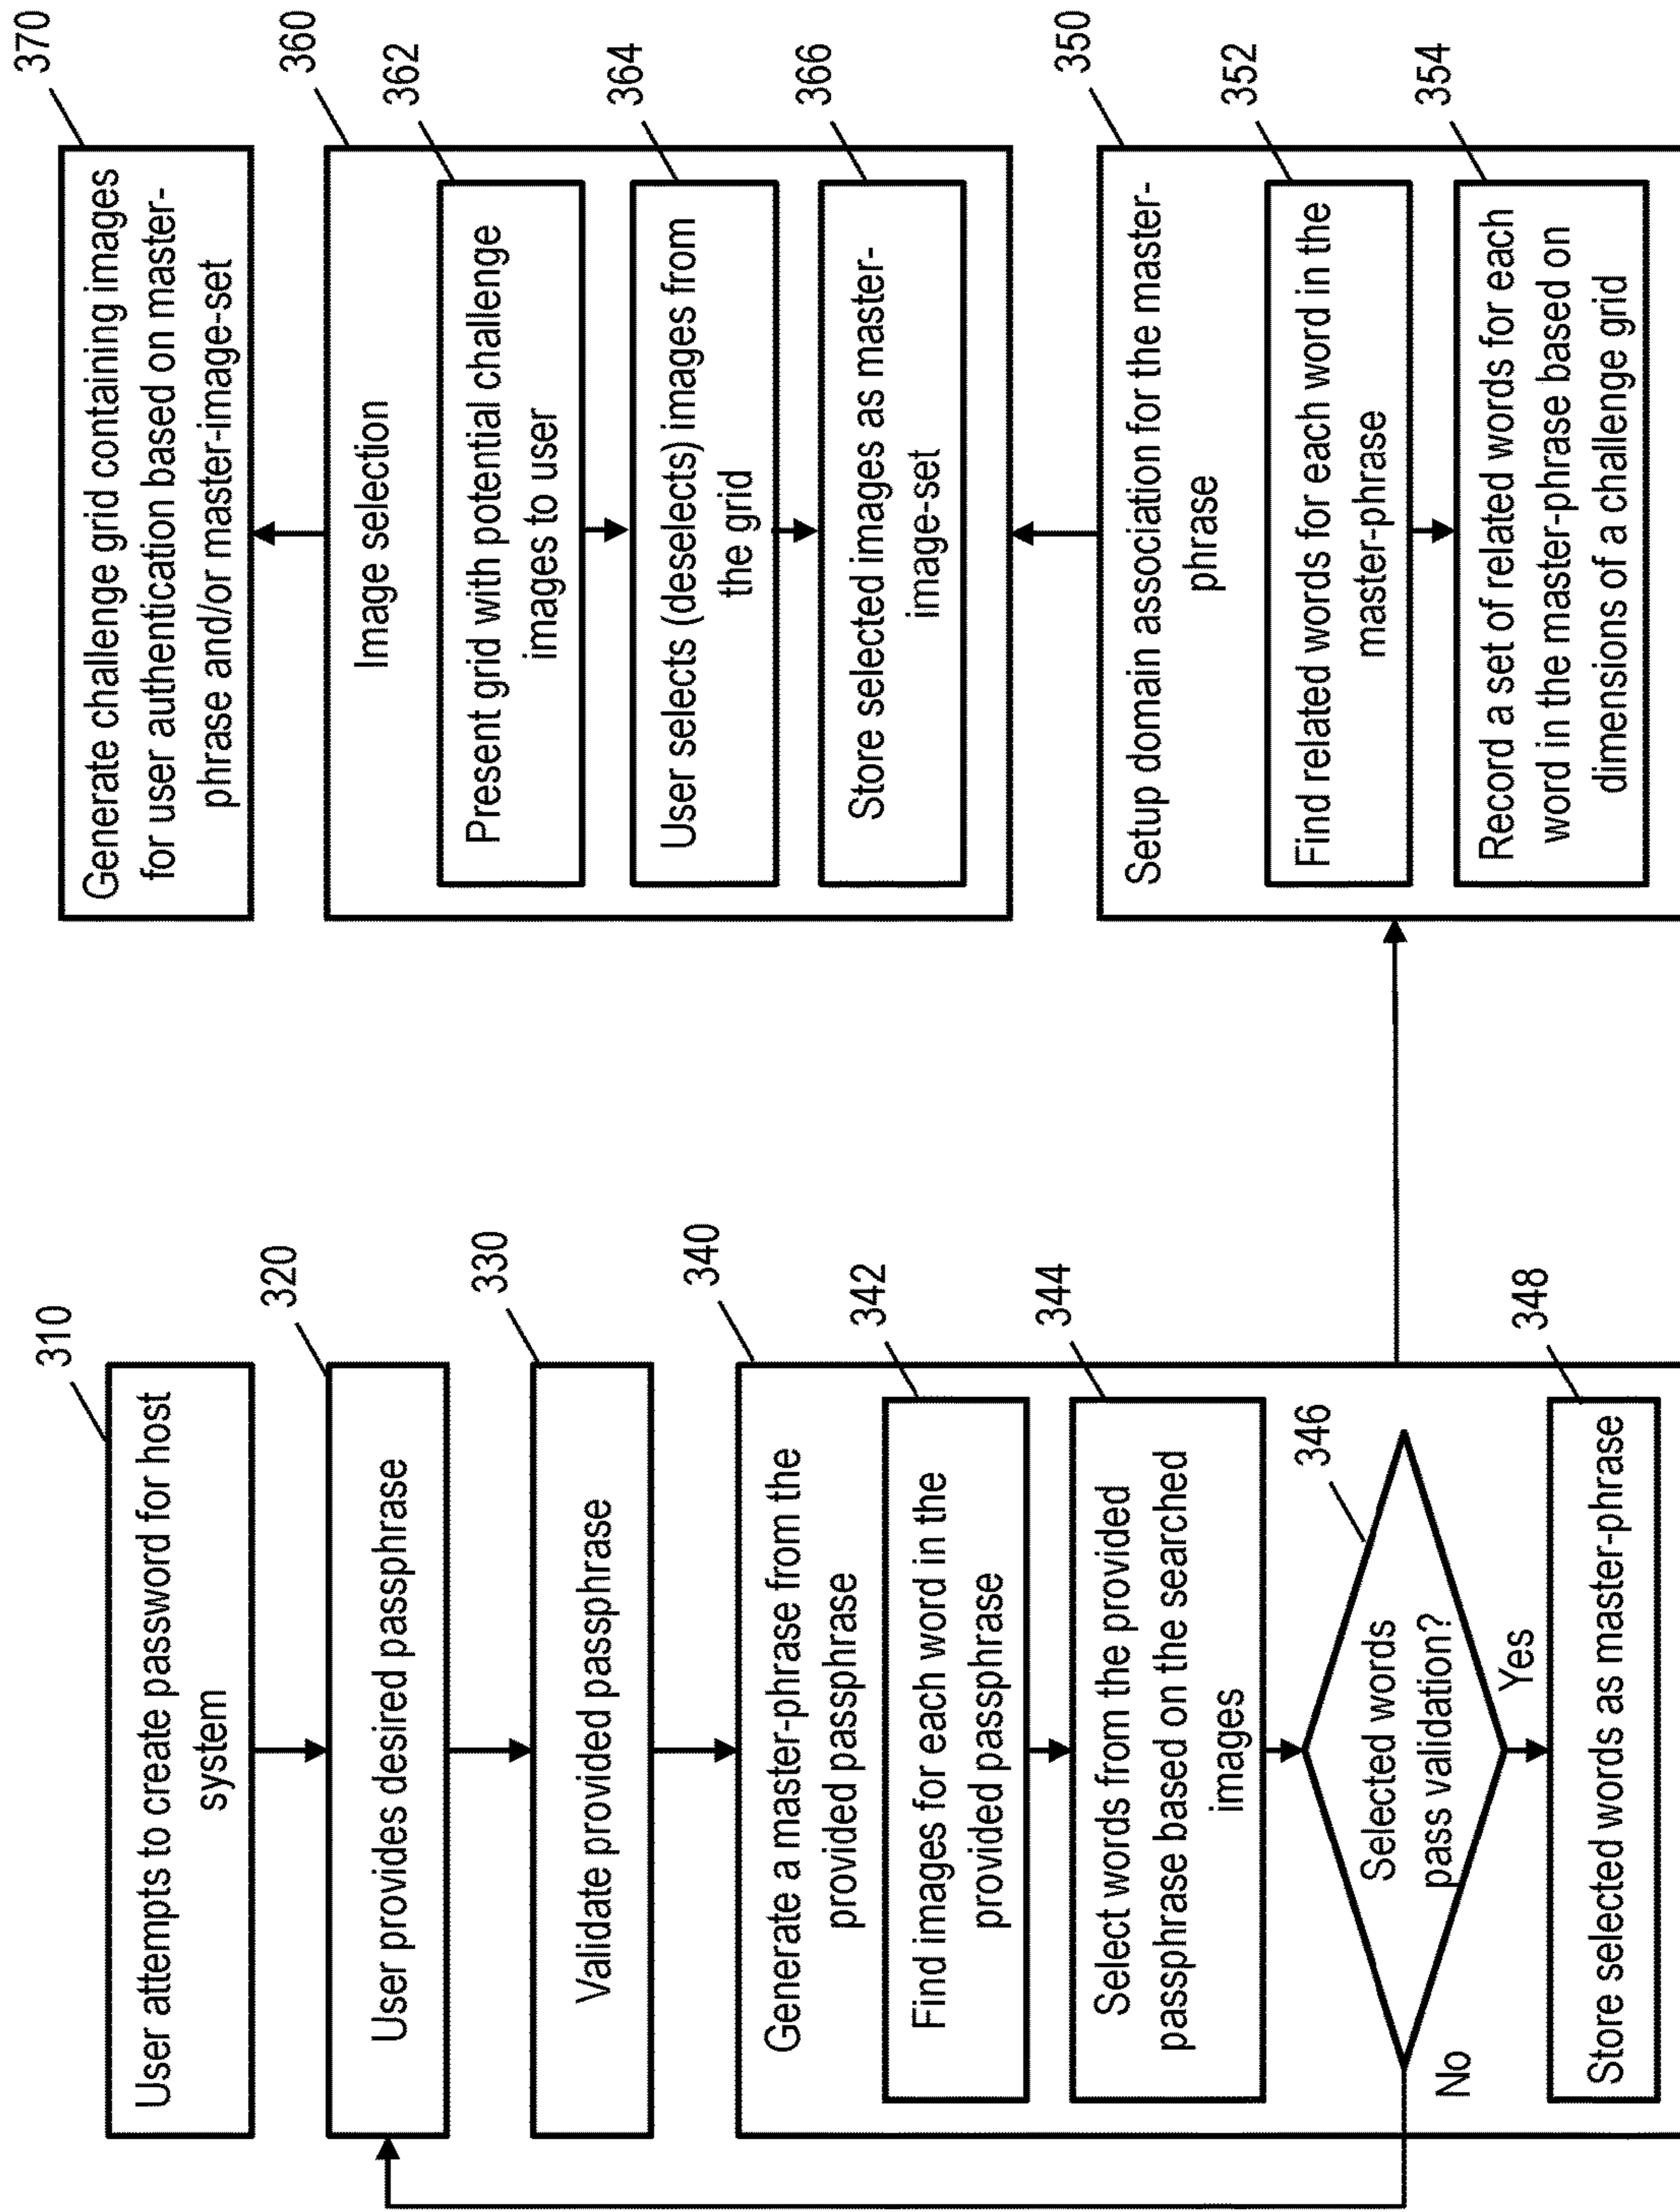 310
User attempts to create password for host
system
320
User provides desired passphrase
330
Validate provided passphrase
340
Generate a master-phrase from the
provided passphrase
342
Find images for each word in the
provided passphrase
344
Select words from the provided
passphrase based on the searched
images
346
Selected words
pass validation?
No
Yes
348
Store selected words as master-phrase
370
Generate challenge grid containing images
for user authentication based on master-
phrase and/or master-image-set
360
Image selection
362
Present grid with potential challenge
images to user
364
User selects (deselects) images from
the grid
366
Store selected images as master-
image-set
350
Setup domain association for the master-
phrase
352
Find related words for each word in the
master-phrase
354
Record a set of related words for each
word in the master-phrase based on
dimensions of a challenge grid